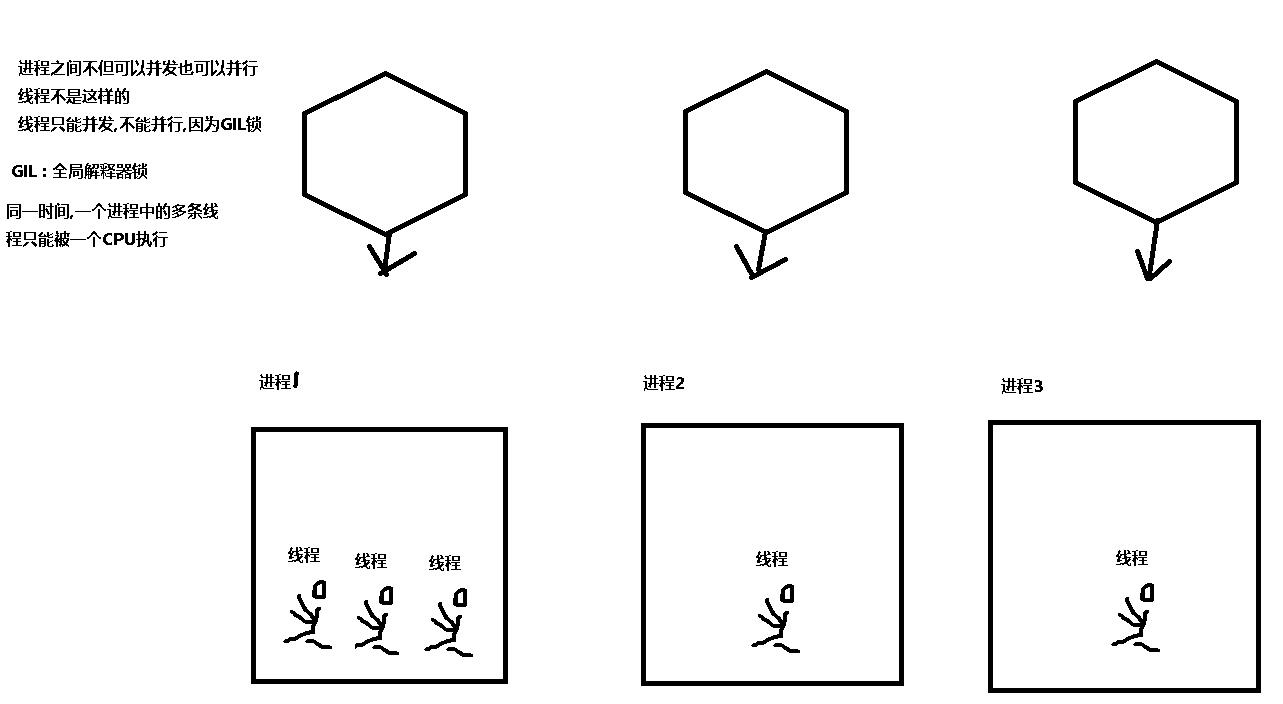 进程之间不但可以并发也可以并行
线程不是这样的
线程只能并发,不能并行,因为GIL锁
GIL：全局解释器锁
同一时间,一个进程中的多条线
程只能被一个CPU执行
进程1
进程2
进程3
线程
线程
线程
线程
线程